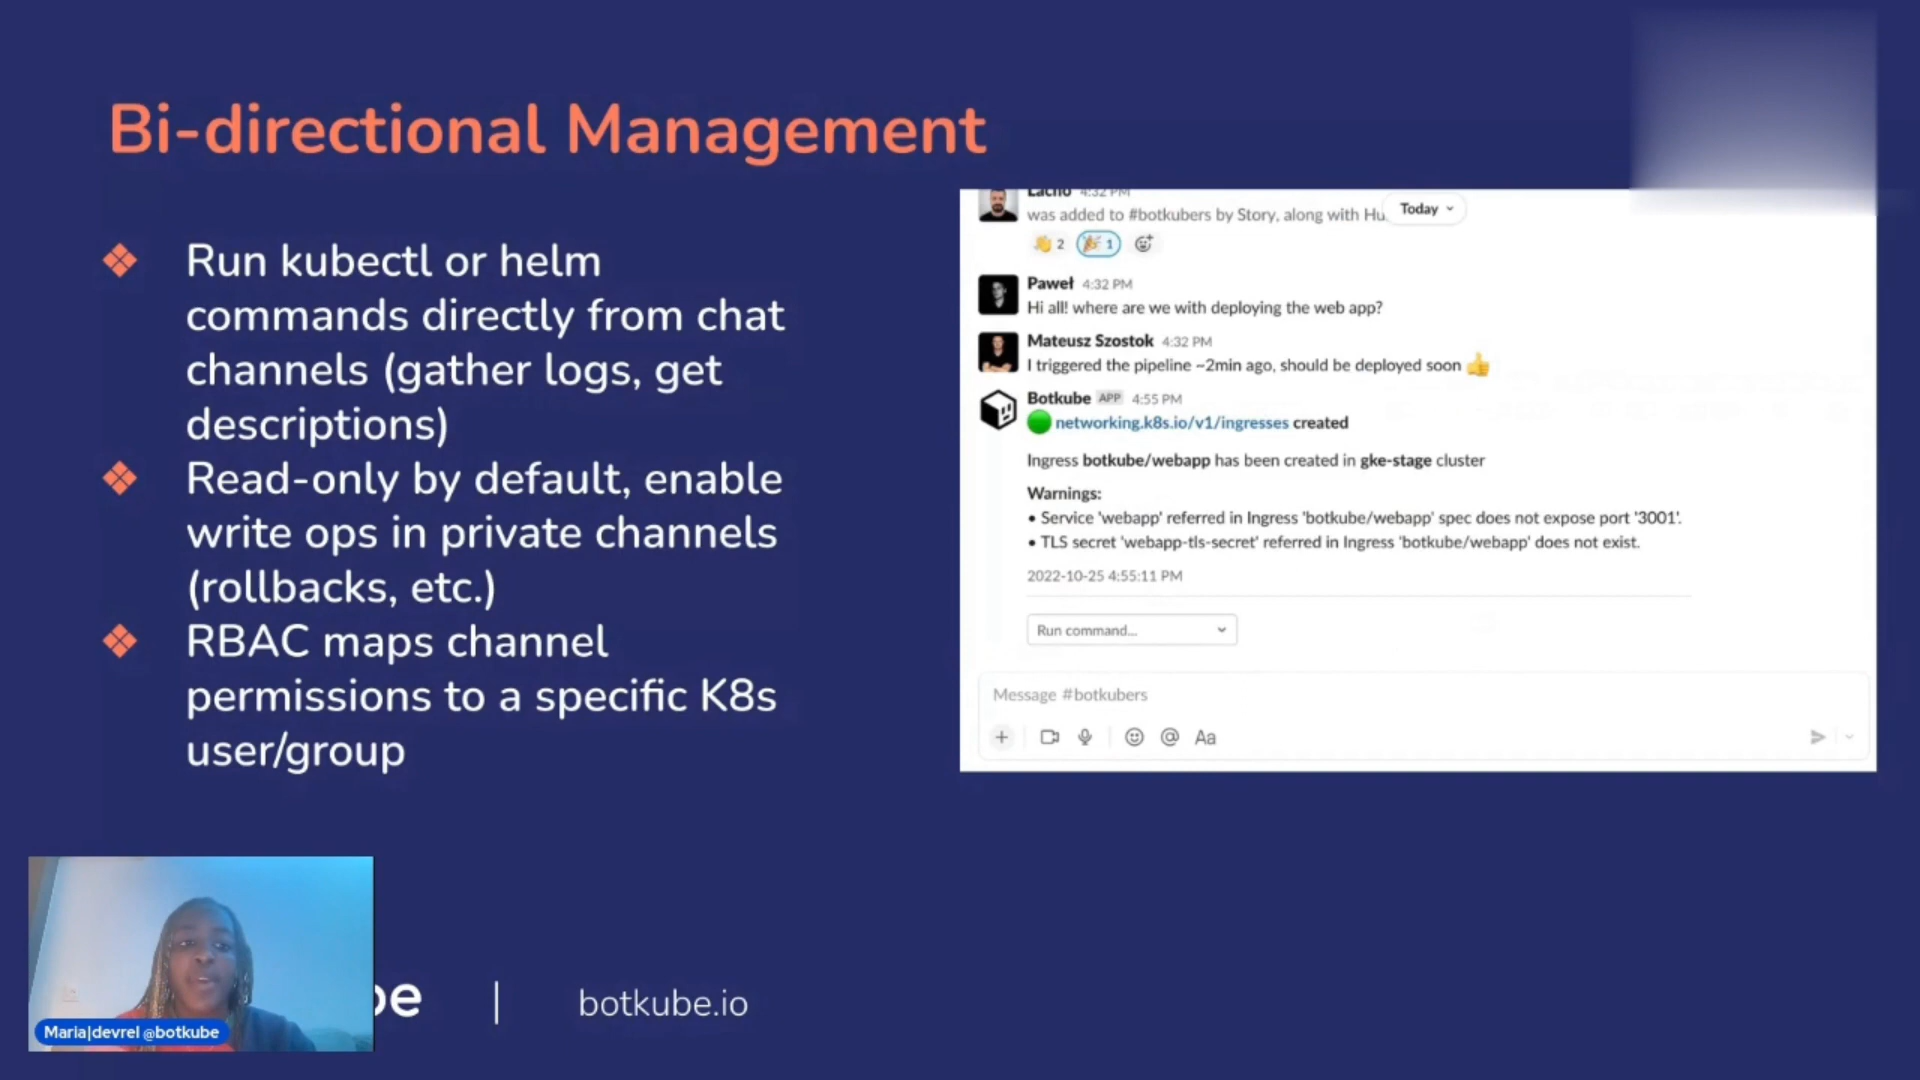 Bi-directional Management
Run kubectl or helm
commands directly from chat
channels (gather logs, get
descriptions)
Read-only by default, enable
write ops in private channels
(rollbacks, etc.)
RBAC maps channel
permissions to a specific K8s
user/group
Lacho 4:32 PM
was added to #botkubers by Story, along with Hu
Today
2
1
Paweł 4:32 PM
Hi all! where are we with deploying the web app?
Mateusz Szostok 4:32 PM
I triggered the pipeline ~2min ago, should be deployed soon
Botkube APP 4:55 PM
networking.k8s.io/v1/ingresses created
Ingress botkube/webapp has been created in gke-stage cluster
Warnings:
• Service 'webapp' referred in Ingress 'botkube/webapp' spec does not expose port '3001'.
• TLS secret 'webapp-tls-secret' referred in Ingress 'botkube/webapp' does not exist.
2022-10-25 4:55:11 PM
Run command...
Message #botkubers
Aa
be | botkube.io
Maria|devrel @botkube